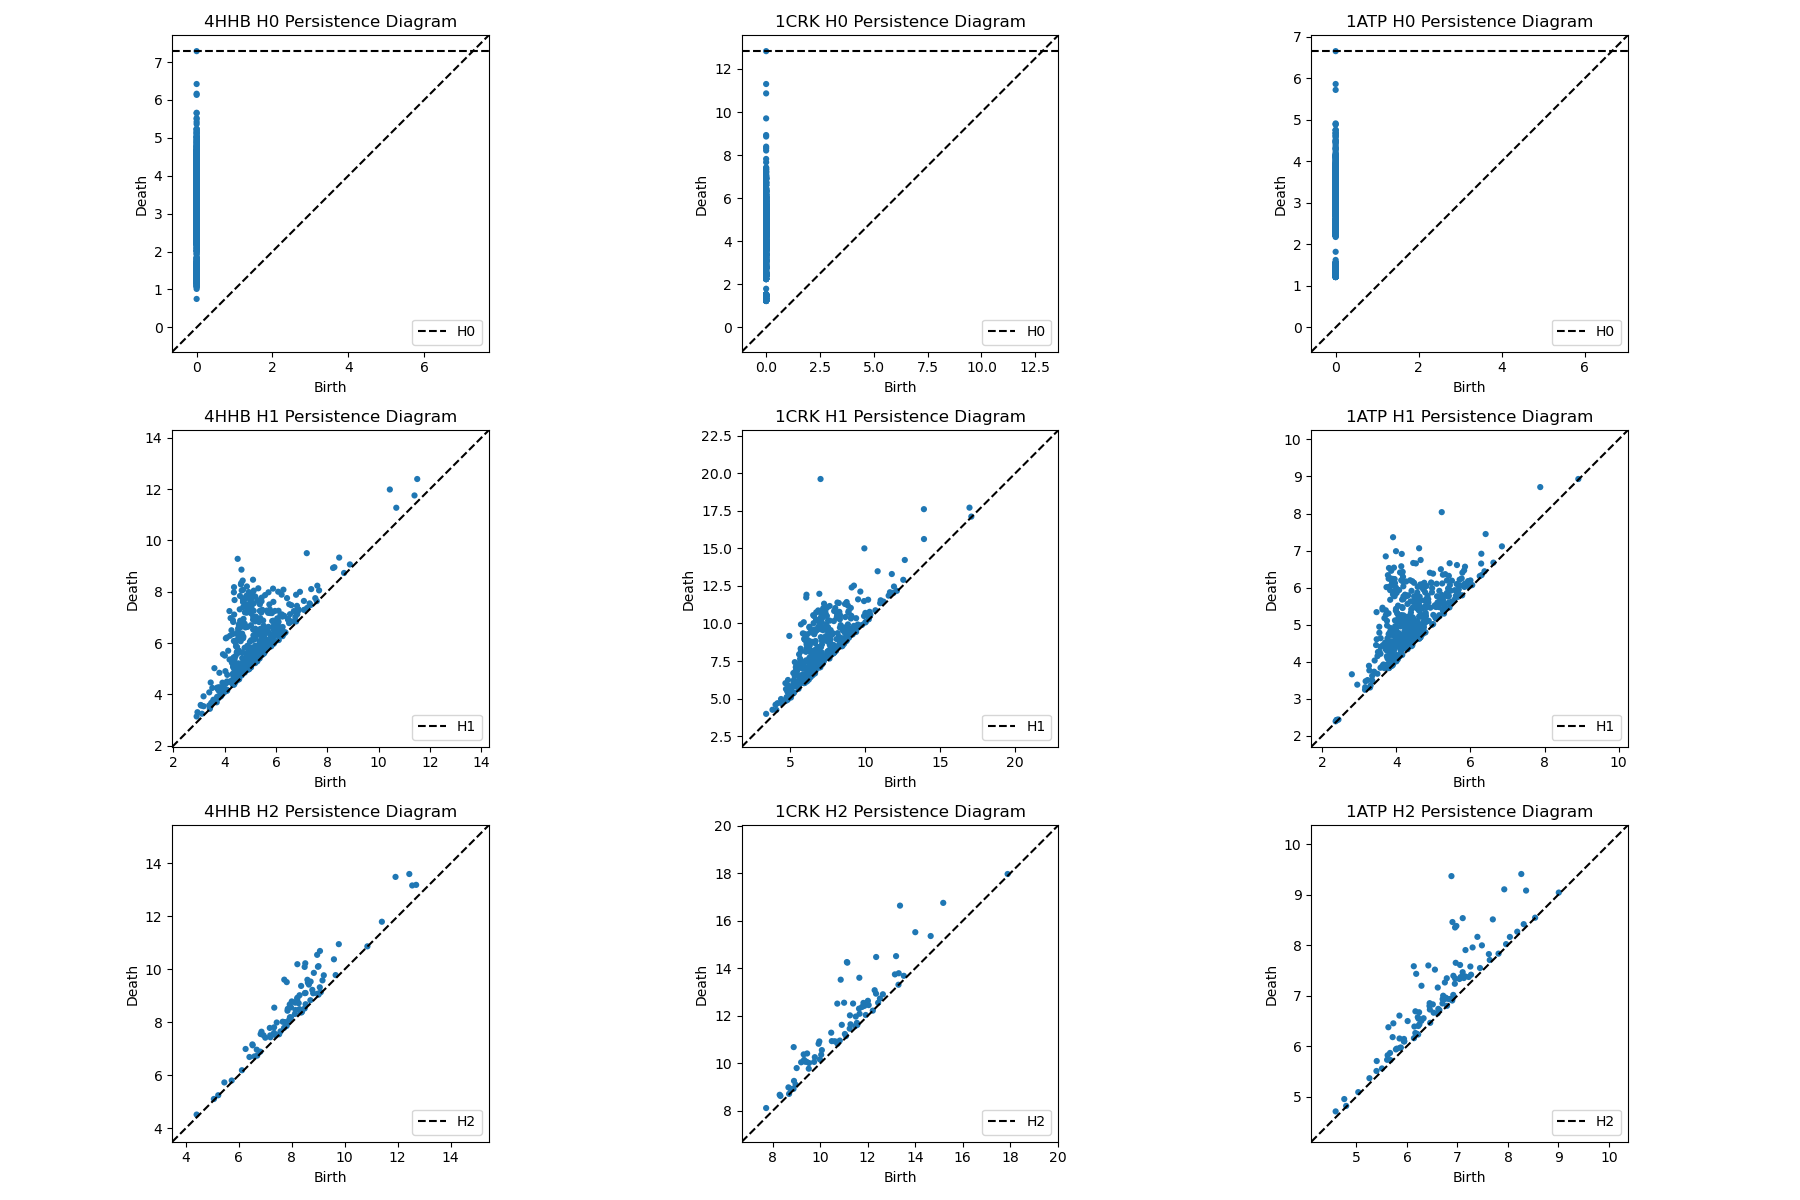 4HHB H0 Persistence Diagram
7
6
5
4
3
2
1
0
Death
0 2 4 6
Birth
H0
1CRK H0 Persistence Diagram
12
10
8
6
4
2
0
Death
0.0 2.5 5.0 7.5 10.0 12.5
Birth
H0
1ATP H0 Persistence Diagram
7
6
5
4
3
2
1
0
Death
0 2 4 6
Birth
H0
4HHB H1 Persistence Diagram
14
12
10
8
6
4
2
Death
2 4 6 8 10 12 14
Birth
H1
1CRK H1 Persistence Diagram
22.5
20.0
17.5
15.0
12.5
10.0
7.5
5.0
2.5
Death
5 10 15 20
Birth
H1
1ATP H1 Persistence Diagram
10
9
8
7
6
5
4
3
2
Death
2 4 6 8 10
Birth
H1
4HHB H2 Persistence Diagram
14
12
10
8
6
4
Death
4 6 8 10 12 14
Birth
H2
1CRK H2 Persistence Diagram
20
18
16
14
12
10
8
Death
8 10 12 14 16 18 20
Birth
H2
1ATP H2 Persistence Diagram
10
9
8
7
6
5
Death
5 6 7 8 9 10
Birth
H2